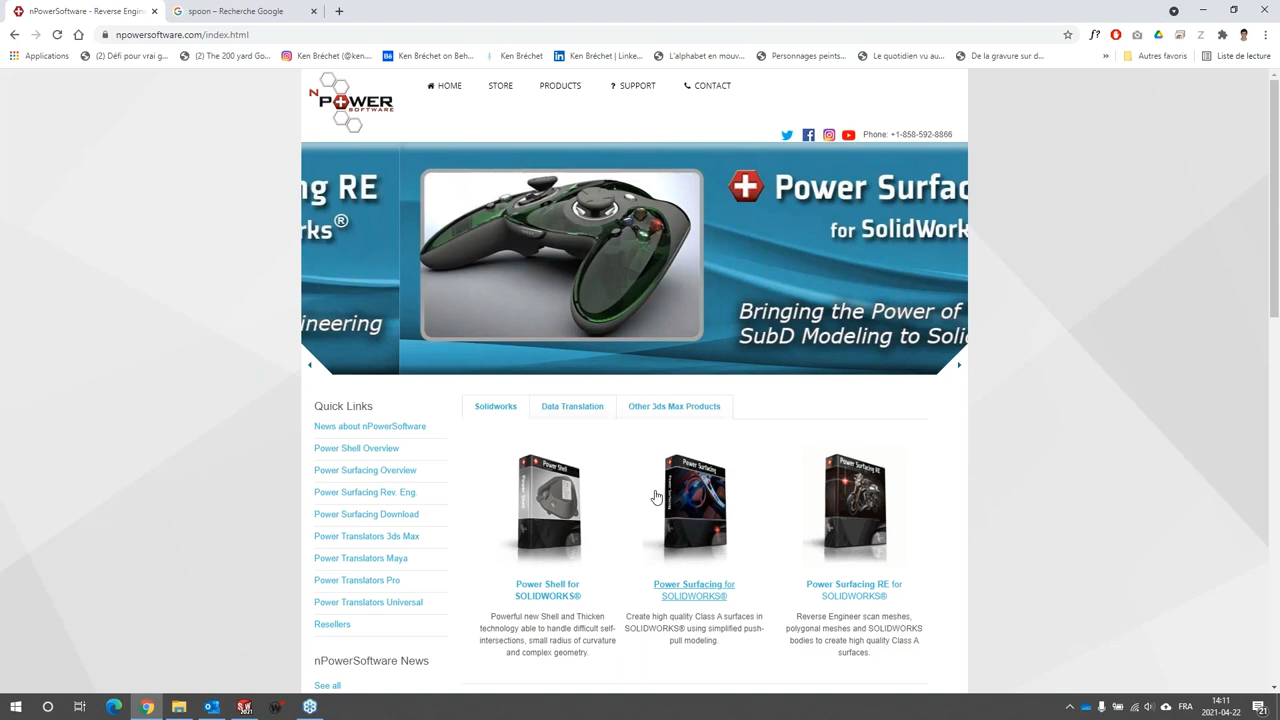 nPowerSoftware - Reverse Engine
spoon – Recherche Google
npowersoftware.com/index.html
Applications
(2) Défi pour vrai g...
(2) The 200 yard Go...
Ken Bréchet (@ken....
Ken Bréchet on Beh...
Ken Bréchet | Linke...
L'alphabet en mouv...
Personnages peints...
Le quotidien vu au...
De la gravure sur d...
»
Autres favoris
Liste de lecture
NPOWER
SOFTWARE
HOME
STORE
PRODUCTS
? SUPPORT
CONTACT
Phone: +1-858-592-8866
ng RE
rks®
ineering
Power Surfac
for SolidWork
Bringing the Power of
SubD Modeling to Soli
Quick Links
News about nPowerSoftware
Power Shell Overview
Power Surfacing Overview
Power Surfacing Rev. Eng.
Power Surfacing Download
Power Translators 3ds Max
Power Translators Maya
Power Translators Pro
Power Translators Universal
Resellers
nPowerSoftware News
See all
Solidworks
Data Translation
Other 3ds Max Products
Power Shell
Power Shell for
SOLIDWORKS®
Powerful new Shell and Thicken
technology able to handle difficult self-
intersections, small radius of curvature
and complex geometry.
Power Surfacing
Power Surfacing for
SOLIDWORKS®
Create high quality Class A surfaces in
SOLIDWORKS® using simplified push-
pull modeling.
Power Surfacing RE
Power Surfacing RE for
SOLIDWORKS®
Reverse Engineer scan meshes,
polygonal meshes and SOLIDWORKS
bodies to create high quality Class A
surfaces.
2021
FRA
14:11
2021-04-22
21